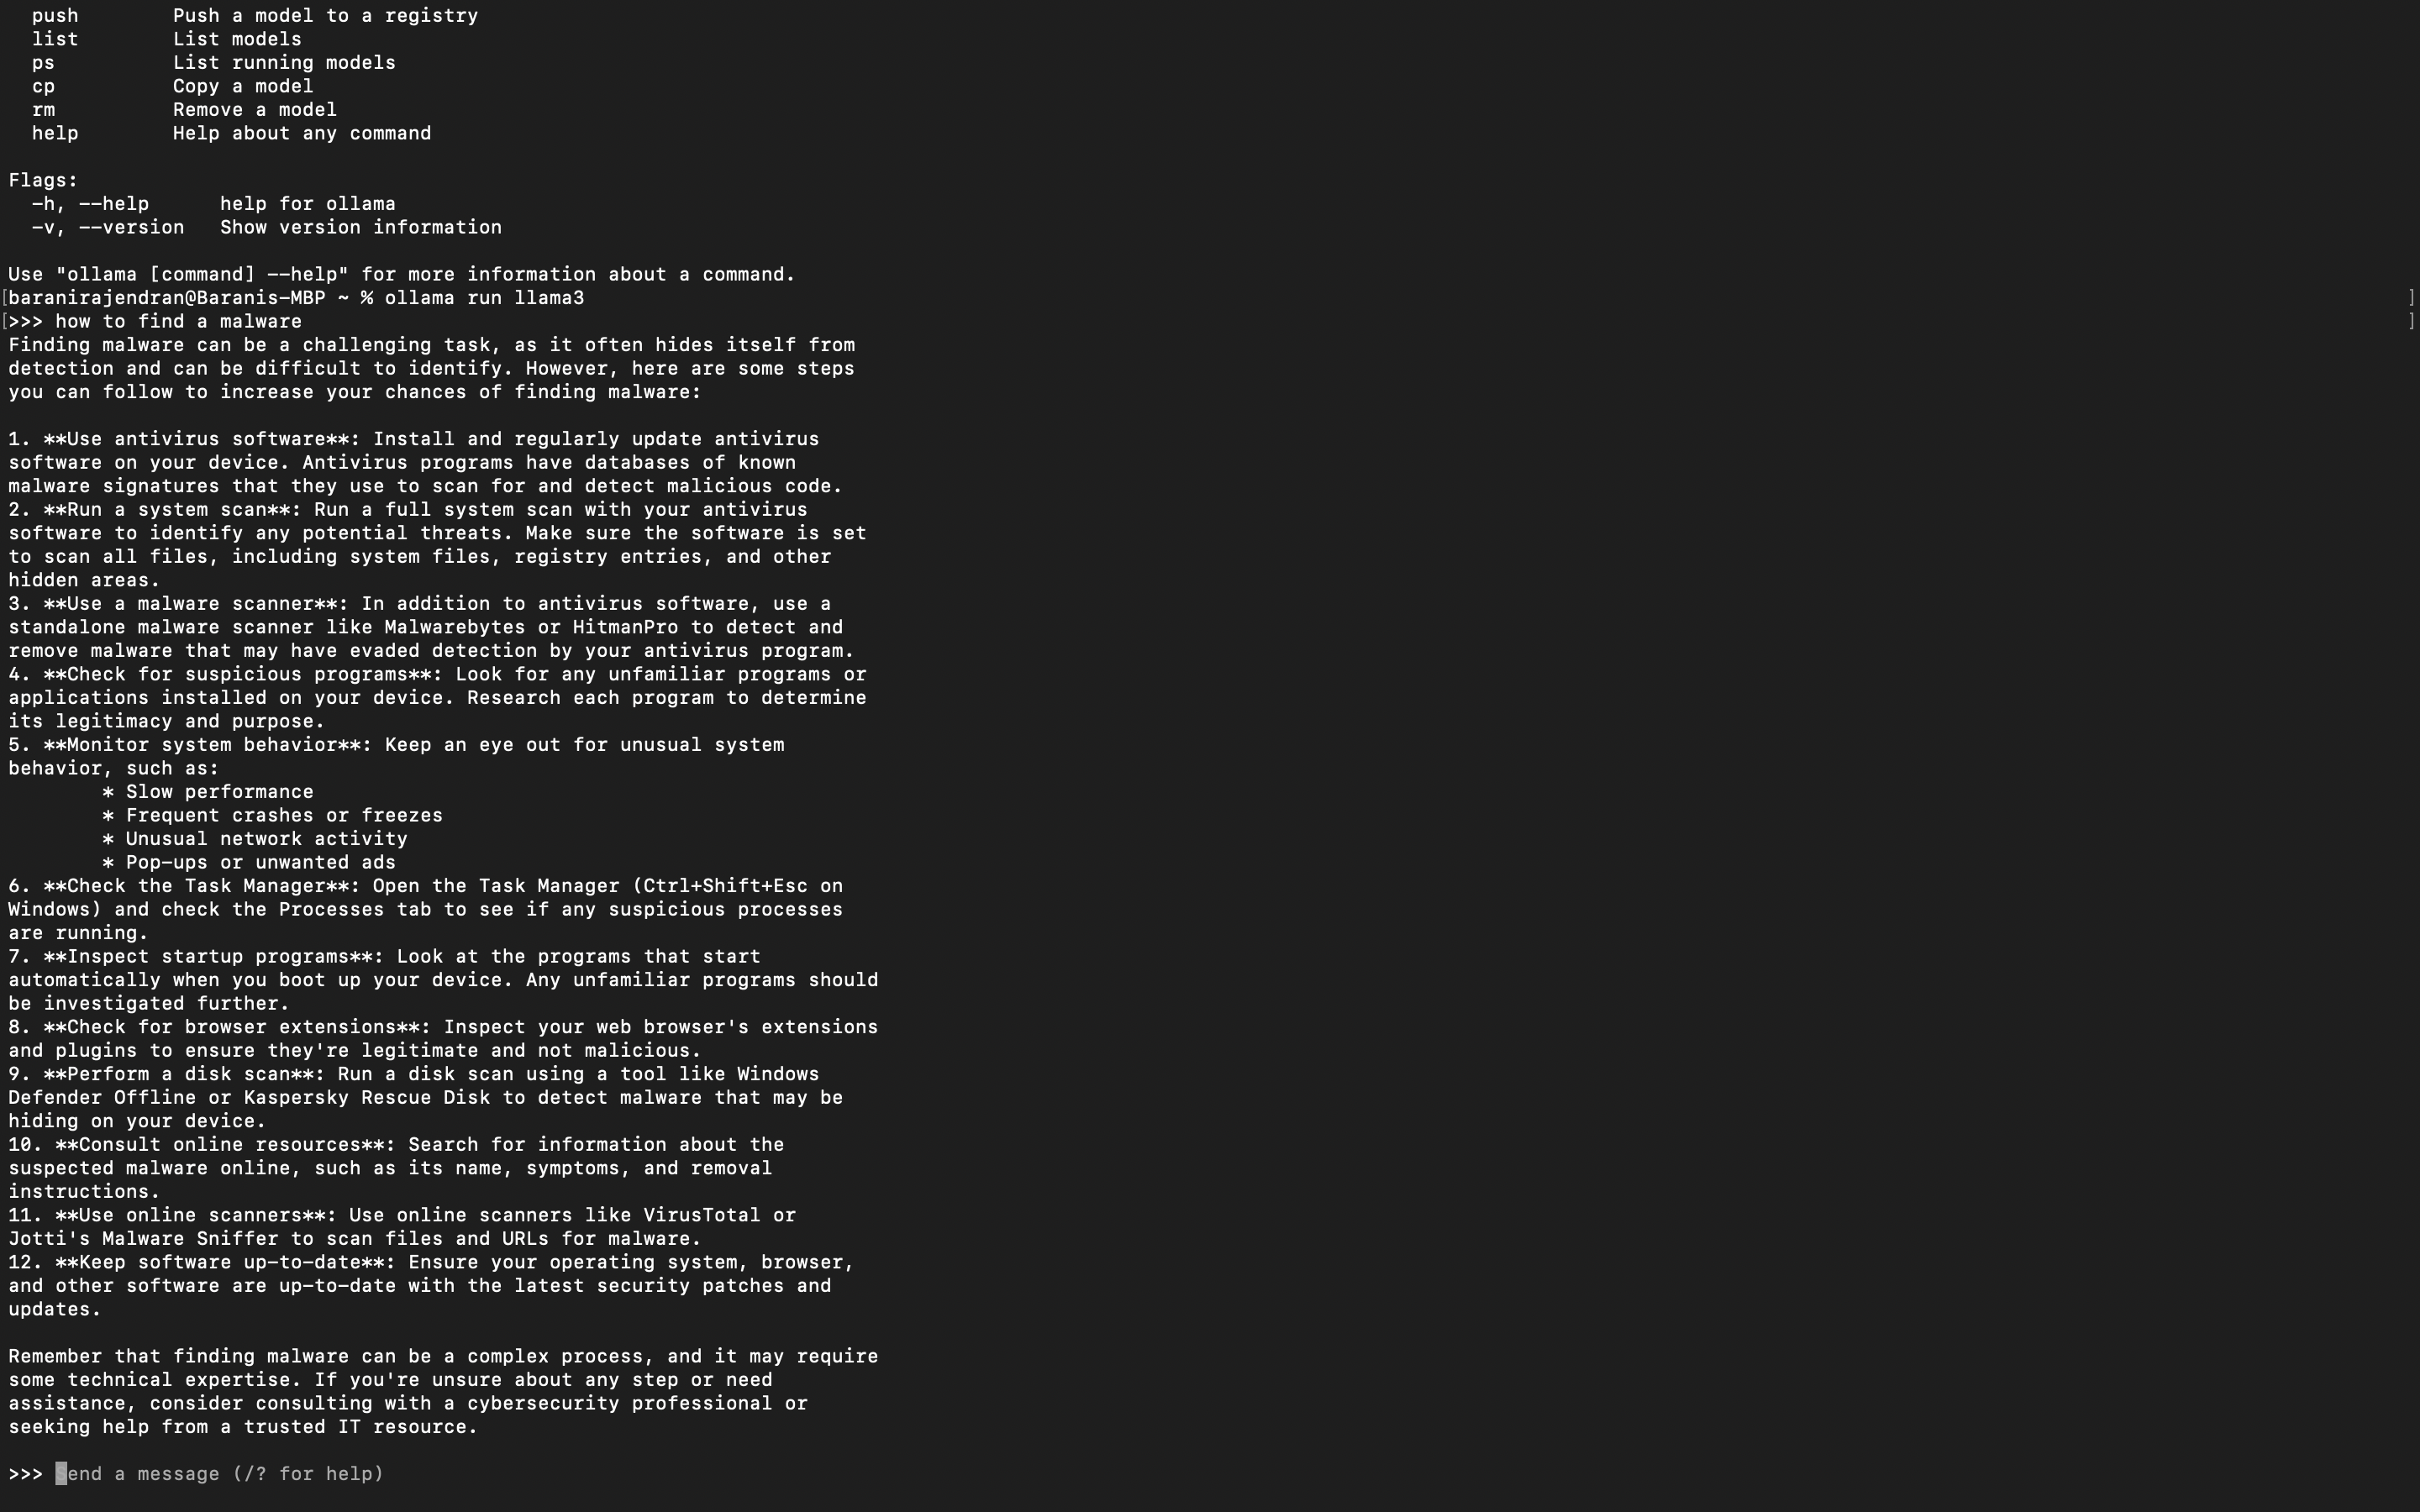 push        Push a model to a registry
list        List models
ps          List running models
cp          Copy a model
rm          Remove a model
help        Help about any command
Flags:
-h, --help      help for ollama
-v, --version   Show version information
Use "ollama [command] --help" for more information about a command.
[baranirajendran@Baranis-MBP ~ % ollama run llama3 ]
[>>> how to find a malware ]
Finding malware can be a challenging task, as it often hides itself from
detection and can be difficult to identify. However, here are some steps
you can follow to increase your chances of finding malware:
1. **Use antivirus software**: Install and regularly update antivirus
software on your device. Antivirus programs have databases of known
malware signatures that they use to scan for and detect malicious code.
2. **Run a system scan**: Run a full system scan with your antivirus
software to identify any potential threats. Make sure the software is set
to scan all files, including system files, registry entries, and other
hidden areas.
3. **Use a malware scanner**: In addition to antivirus software, use a
standalone malware scanner like Malwarebytes or HitmanPro to detect and
remove malware that may have evaded detection by your antivirus program.
4. **Check for suspicious programs**: Look for any unfamiliar programs or
applications installed on your device. Research each program to determine
its legitimacy and purpose.
5. **Monitor system behavior**: Keep an eye out for unusual system
behavior, such as:
* Slow performance
* Frequent crashes or freezes
* Unusual network activity
* Pop-ups or unwanted ads
6. **Check the Task Manager**: Open the Task Manager (Ctrl+Shift+Esc on
Windows) and check the Processes tab to see if any suspicious processes
are running.
7. **Inspect startup programs**: Look at the programs that start
automatically when you boot up your device. Any unfamiliar programs should
be investigated further.
8. **Check for browser extensions**: Inspect your web browser's extensions
and plugins to ensure they're legitimate and not malicious.
9. **Perform a disk scan**: Run a disk scan using a tool like Windows
Defender Offline or Kaspersky Rescue Disk to detect malware that may be
hiding on your device.
10. **Consult online resources**: Search for information about the
suspected malware online, such as its name, symptoms, and removal
instructions.
11. **Use online scanners**: Use online scanners like VirusTotal or
Jotti's Malware Sniffer to scan files and URLs for malware.
12. **Keep software up-to-date**: Ensure your operating system, browser,
and other software are up-to-date with the latest security patches and
updates.
Remember that finding malware can be a complex process, and it may require
some technical expertise. If you're unsure about any step or need
assistance, consider consulting with a cybersecurity professional or
seeking help from a trusted IT resource.
>>> Send a message (/? for help)